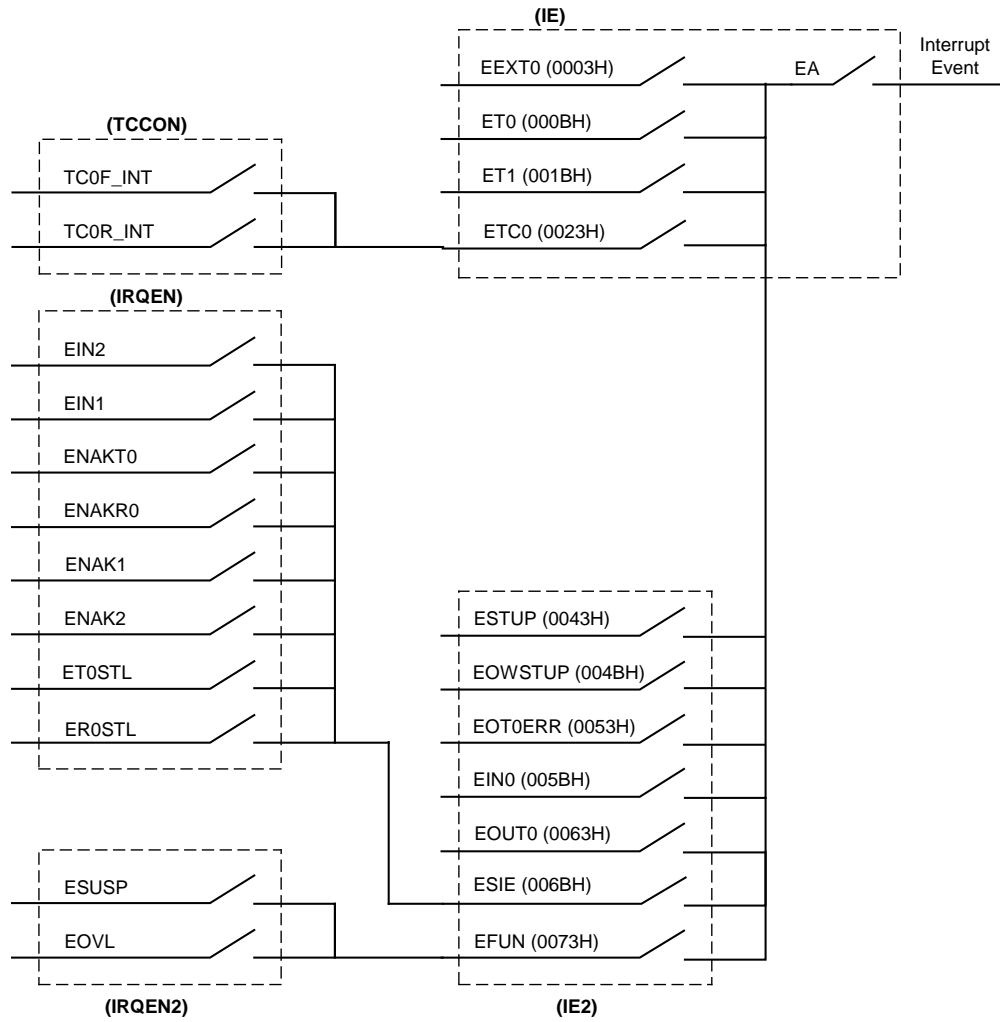 (IE)
EEXT0 (0003H)
EA
Interrupt
Event
ET0 (000BH)
ET1 (001BH)
ETC0 (0023H)
(TCCON)
TC0F_INT
TC0R_INT
(IRQEN)
EIN2
EIN1
ENAKT0
ENAKR0
ENAK1
ENAK2
ET0STL
ER0STL
ESTUP (0043H)
EOWSTUP (004BH)
EOT0ERR (0053H)
EIN0 (005BH)
EOUT0 (0063H)
ESIE (006BH)
EFUN (0073H)
(IE2)
ESUSP
EOVL
(IRQEN2)